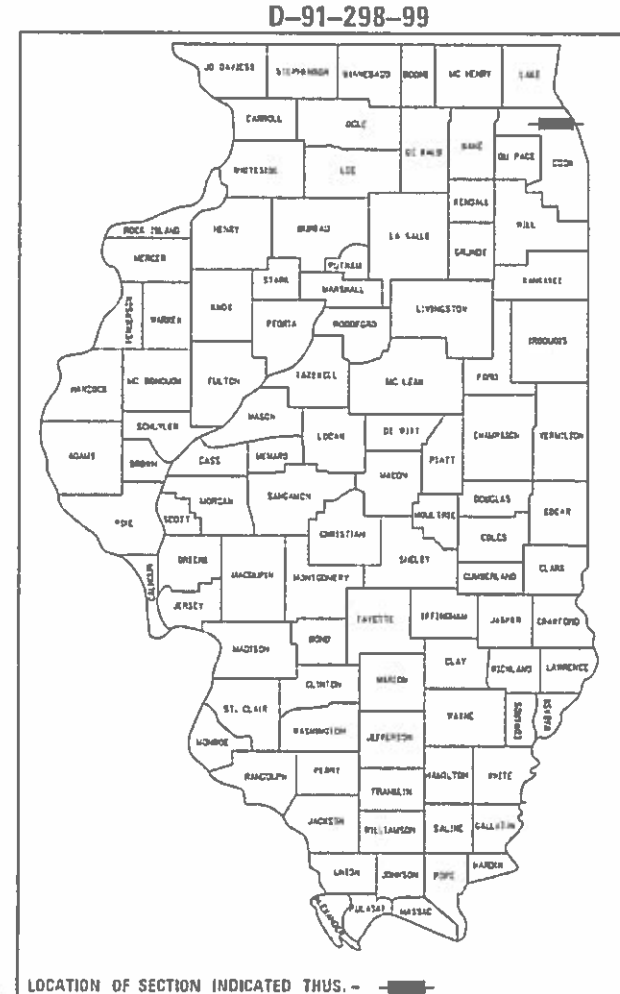 D-91-298-99
JO DAVIESS STEPHENSON WINNEBAGO BOONE MC HENRY LAKE
CARROLL OGLE DE KALB KANE DU PAGE COOK
WHITESIDE LEE
KENDALL WILL
ROCK ISLAND HENRY BUREAU LA SALLE GRUNDY
MERCER STARK PUTNAM KANKAKEE
MARSHALL
HENDERSON WARREN KNOX PEORIA WOODFORD LIVINGSTON IROQUOIS
HANCOCK MC DONOUGH FULTON TAZEWELL MC LEAN FORD
SCHUYLER MASON LOGAN DE WITT CHAMPAIGN VERMILION
ADAMS BROWN CASS MENARD MACON PIATT
PIKE SCOTT MORGAN SANGAMON MOULTRIE DOUGLAS EDGAR
CHRISTIAN COLES
CALHOUN GREENE MACOUPIN MONTGOMERY SHELBY CUMBERLAND CLARK
JERSEY FAYETTE EFFINGHAM JASPER CRAWFORD
MADISON BOND
CLAY RICHLAND LAWRENCE
CLINTON MARION
ST. CLAIR WAYNE EDWARDS WABASH
WASHINGTON JEFFERSON
MONROE
RANDOLPH PERRY HAMILTON WHITE
FRANKLIN
JACKSON WILLIAMSON SALINE GALLATIN
UNION JOHNSON POPE HARDIN
ALEXANDER PULASKI MASSAC
LOCATION OF SECTION INDICATED THUS. -